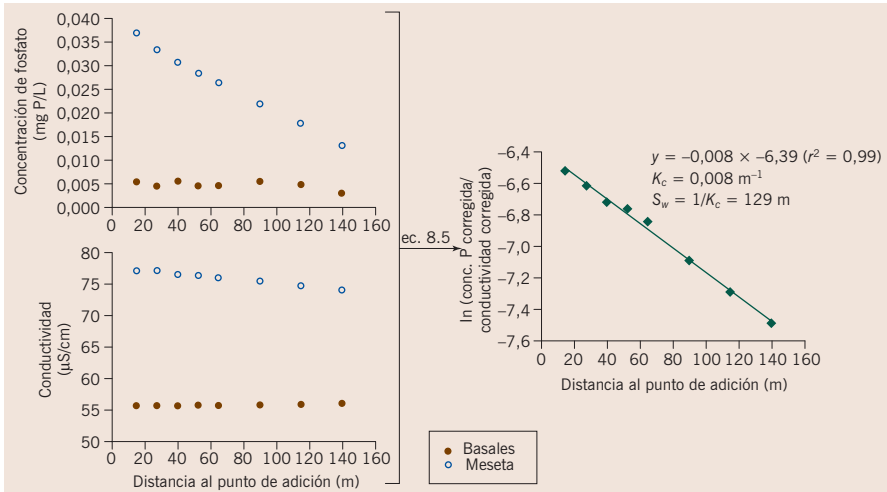 Concentración de fosfato
(mg P/L)
0,040
0,035
0,030
0,025
0,020
0,015
0,010
0,005
0,000
0 20 40 60 80 100 120 140 160
Conductividad
(μS/cm)
80
75
70
65
60
55
50
0 20 40 60 80 100 120 140 160
Distancia al punto de adición (m)
ec. 8.5
ln (conc. P corregida/
conductividad corregida)
–6,4
–6,6
–6,8
–7,0
–7,2
–7,4
–7,6
0 20 40 60 80 100 120 140 160
Distancia al punto de adición (m)
y = –0,008 × –6,39 (r² = 0,99)
Kc = 0,008 m⁻¹
Sw = 1/Kc = 129 m
Basales
Meseta